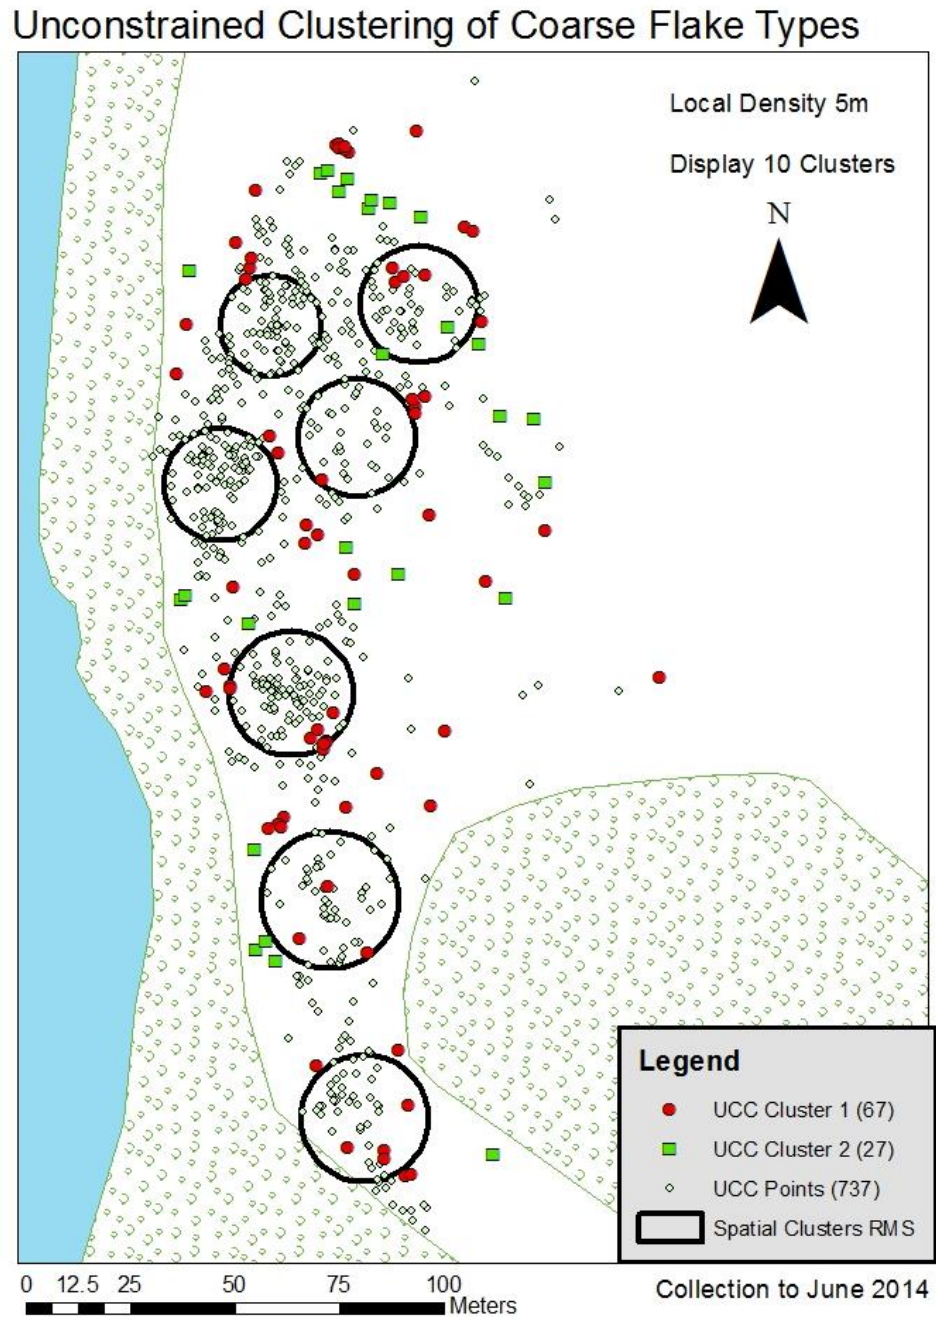 Unconstrained Clustering of Coarse Flake Types
Local Density 5m
Display 10 Clusters
N
Legend
UCC Cluster 1 (67)
UCC Cluster 2 (27)
UCC Points (737)
Spatial Clusters RMS
0 12.5 25 50 75 100
Meters
Collection to June 2014